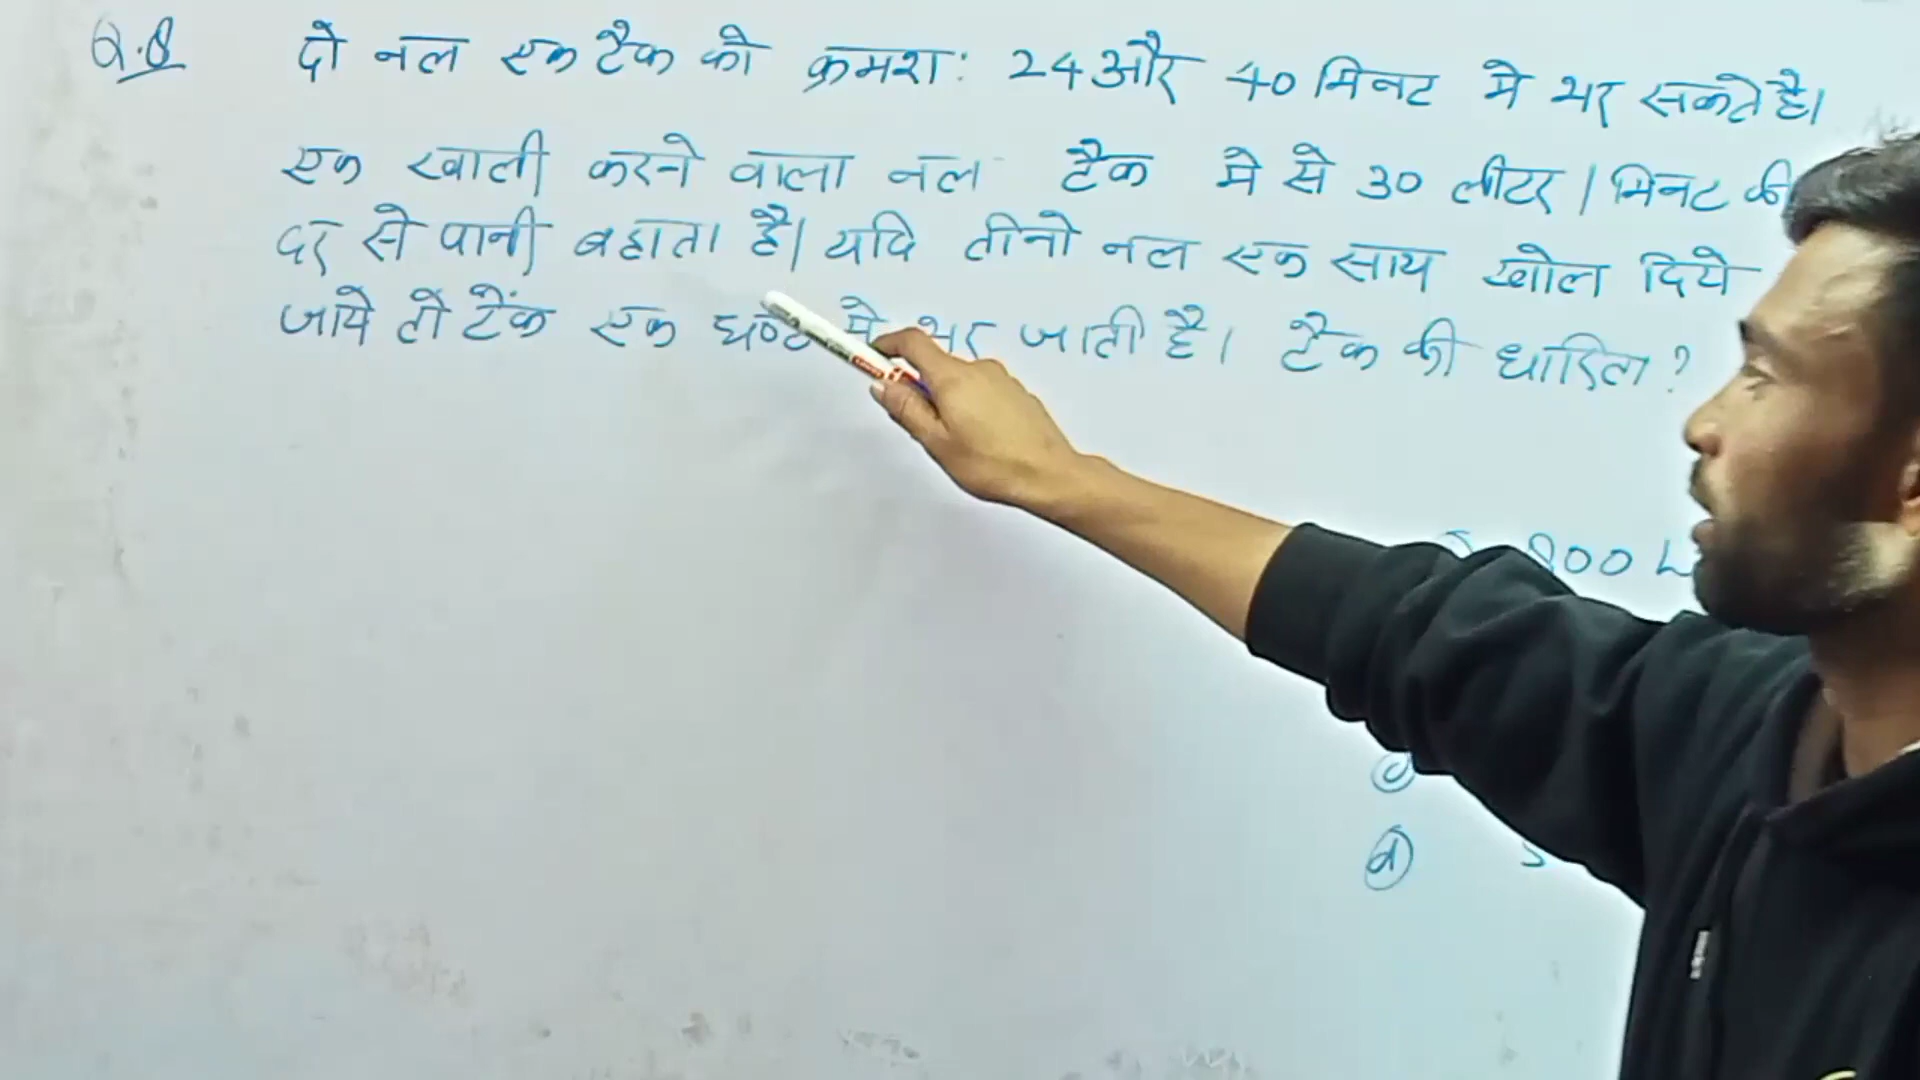 Q.8 दो नल एक टैंक को क्रमशः 24 और 40 मिनट मे भर सकते है।
एक खाली करने वाला नल टैंक मे से 30 लीटर / मिनट की
दर से पानी बहाता है। यदि तीनो नल एक साथ खोल दिये
जाये तो टैंक एक घण्टे मे भर जाती है। टैंक की धारिता ?
800 L
c
d